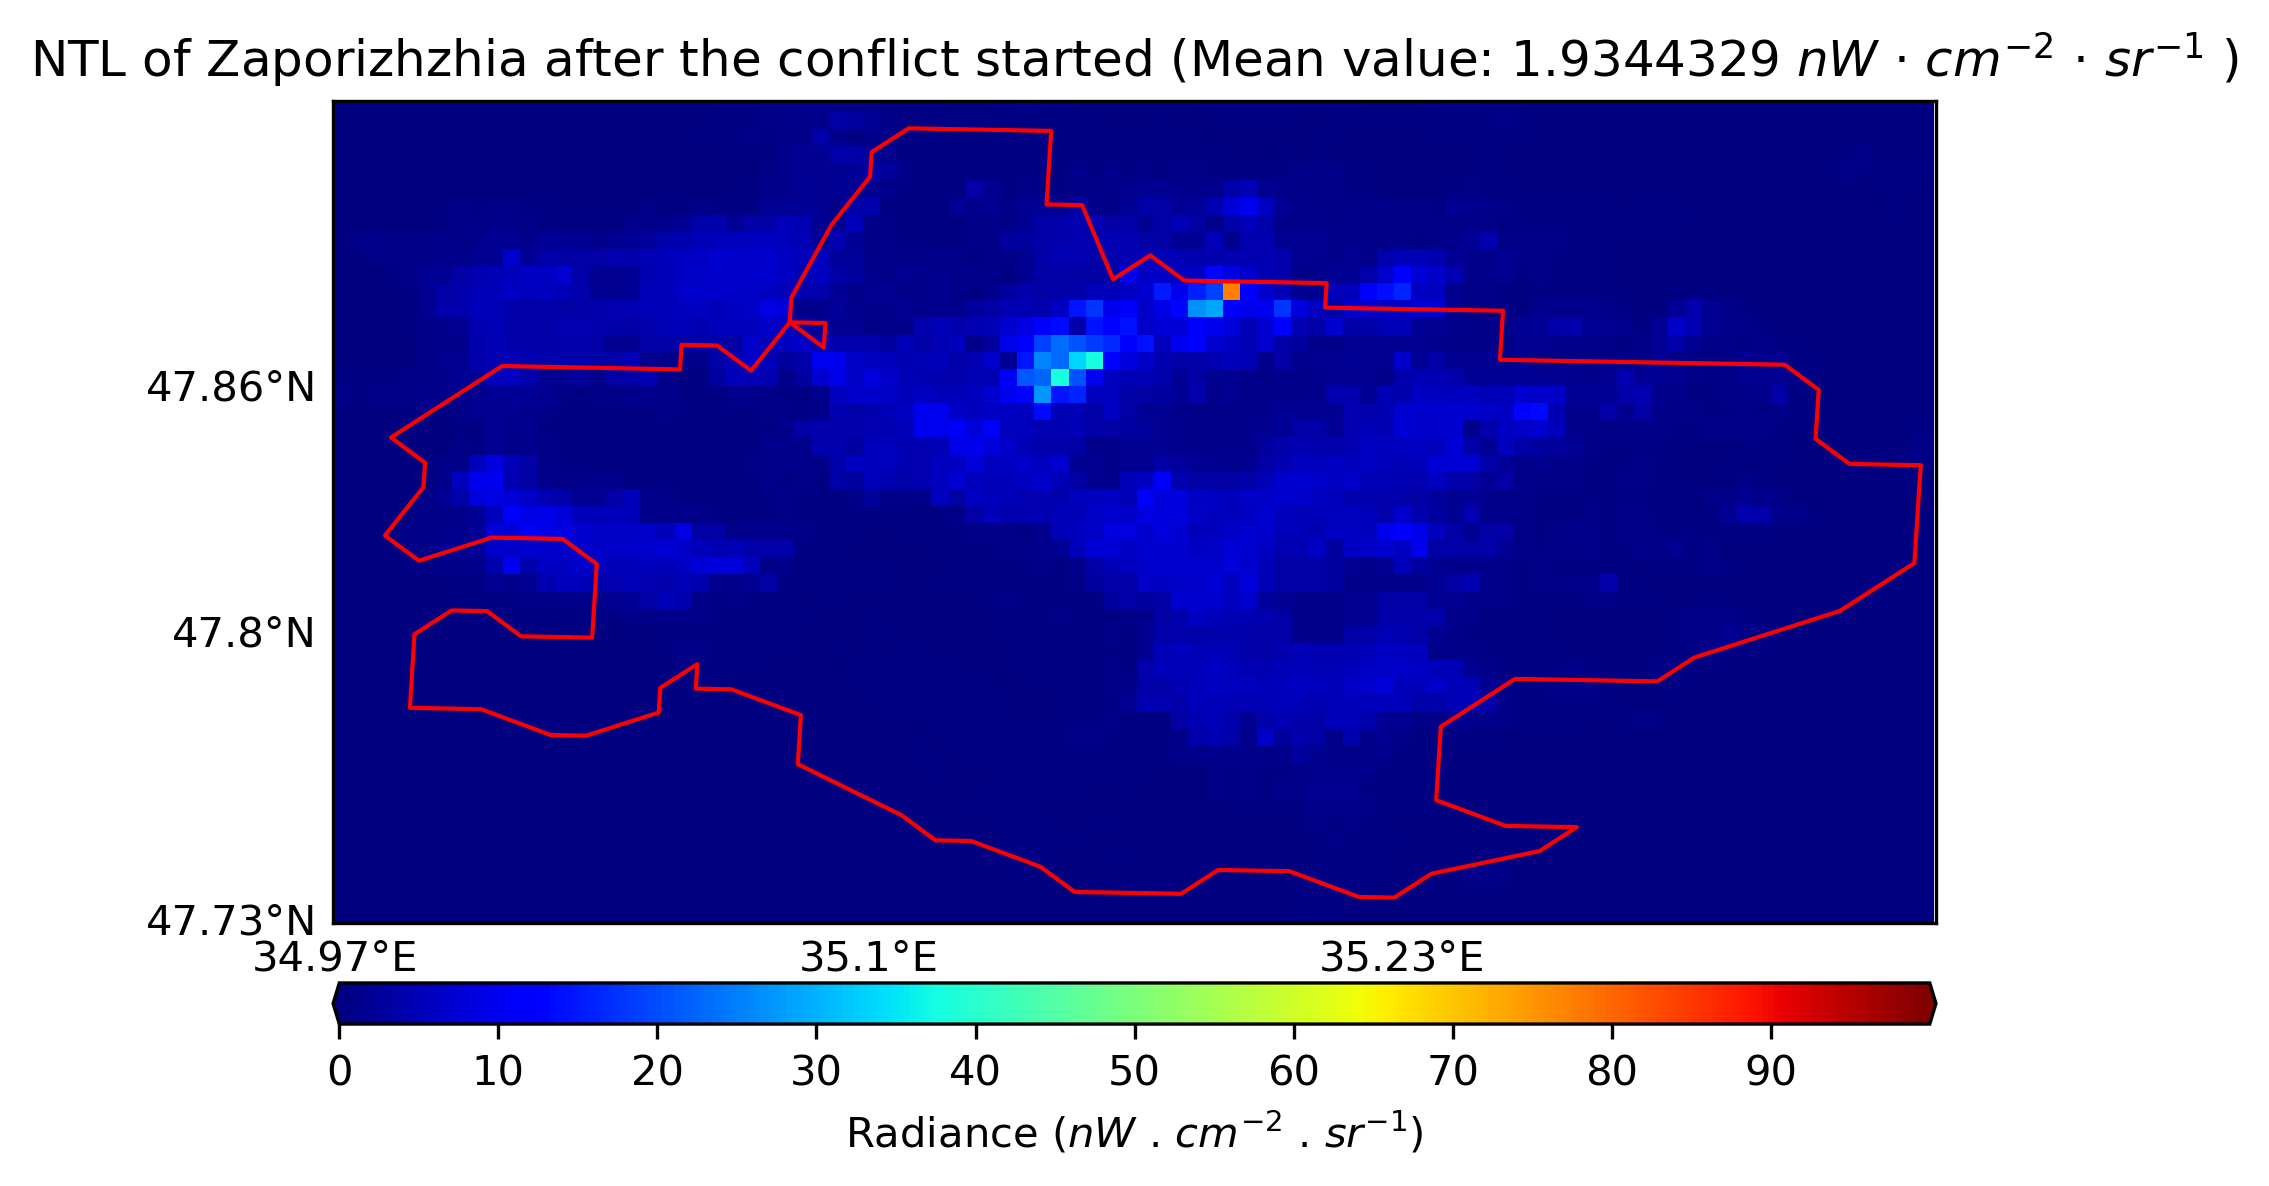 NTL of Zaporizhzhia after the conflict started (Mean value: 1.9344329 nW · cm⁻² · sr⁻¹ )
47.86°N
47.8°N
47.73°N
34.97°E 35.1°E 35.23°E
0 10 20 30 40 50 60 70 80 90
Radiance (nW . cm⁻² . sr⁻¹)